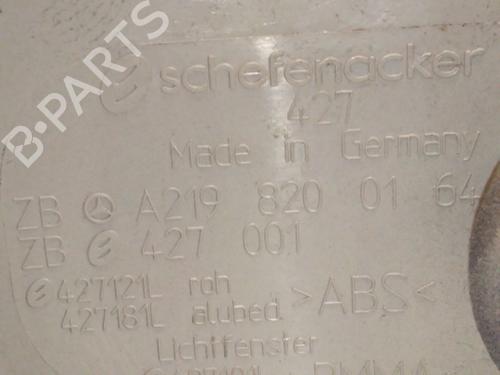 B-PARTS
schefenacker
427
Made in Germany
ZB A219 820 01 64
ZB 427 001
427121L roh
427181L alubed. >ABS<
Lichtfenster